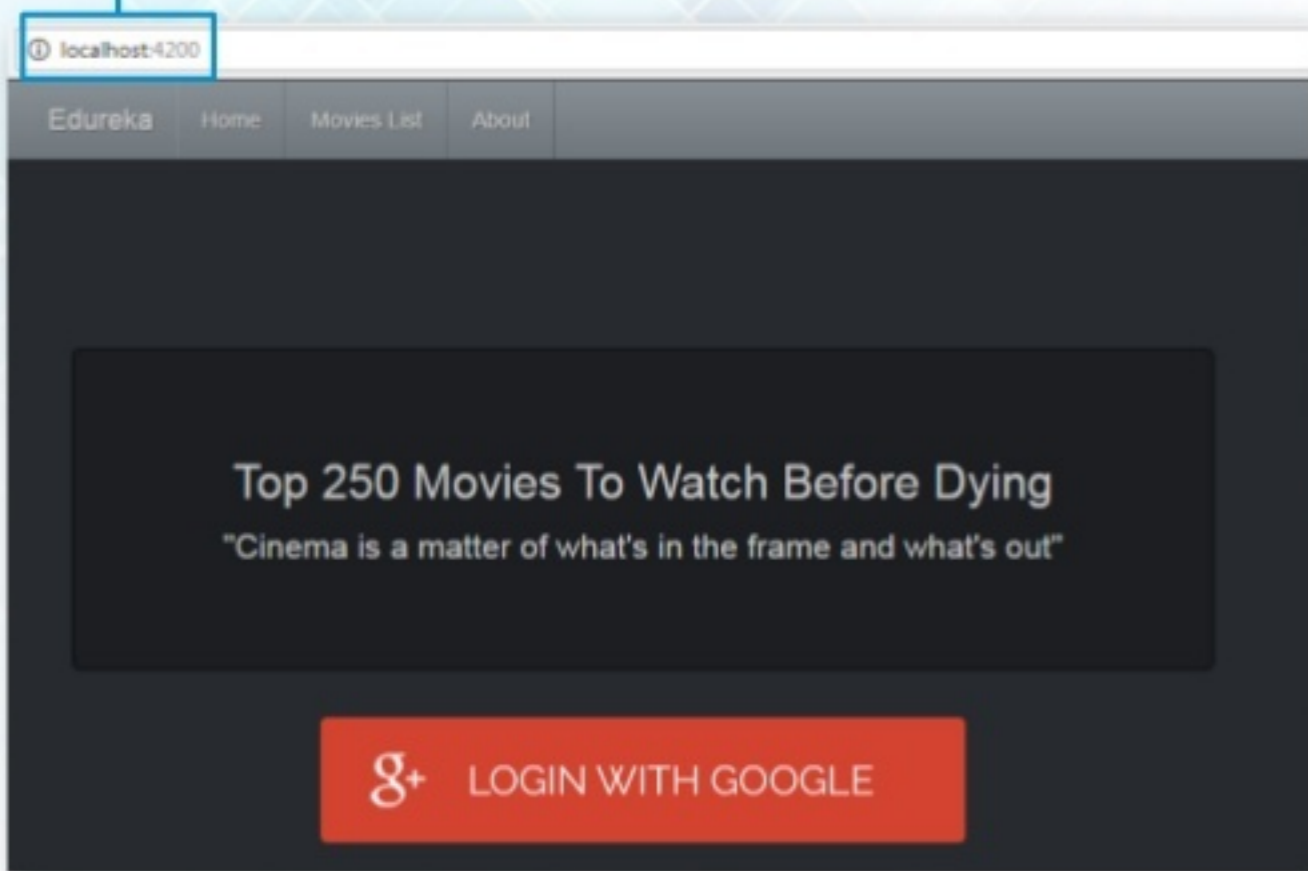 localhost:4200
Edureka Home Movies List About
Top 250 Movies To Watch Before Dying
"Cinema is a matter of what's in the frame and what's out"
g+ LOGIN WITH GOOGLE